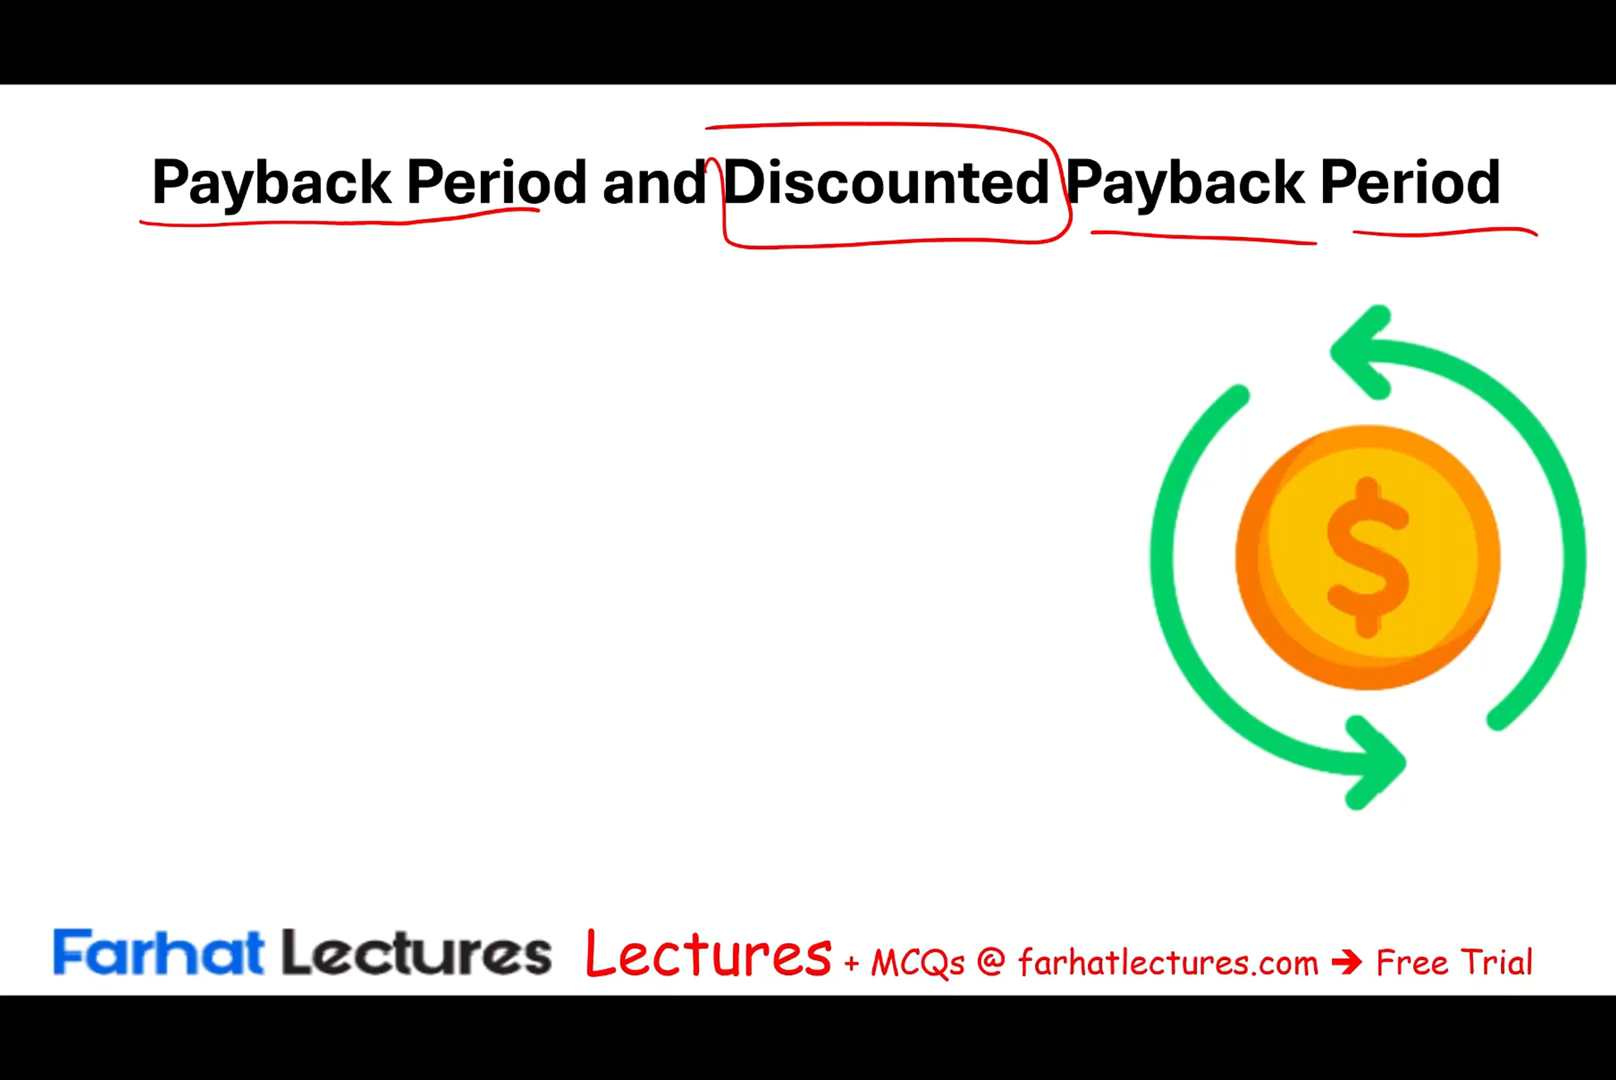 Payback Period and Discounted Payback Period
$
Farhat Lectures Lectures + MCQs @ farhatlectures.com → Free Trial